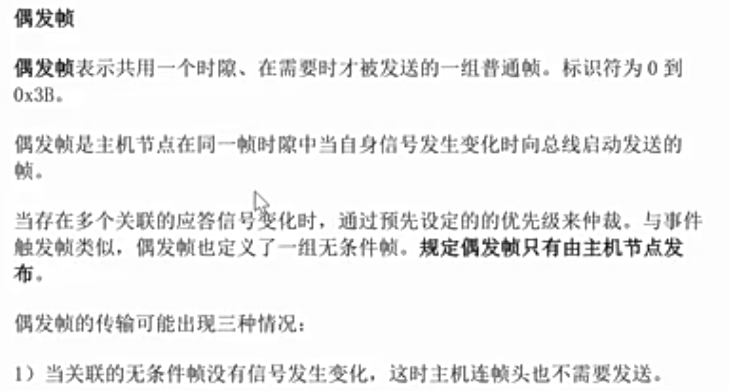 偶发帧
偶发帧表示共用一个时隙、在需要时才被发送的一组普通帧。标识符为 0 到
0x3B。
偶发帧是主机节点在同一帧时隙中当自身信号发生变化时向总线启动发送的
帧。
当存在多个关联的应答信号变化时，通过预先设定的的优先级来仲裁。与事件
触发帧类似，偶发帧也定义了一组无条件帧。规定偶发帧只有由主机节点发
布。
偶发帧的传输可能出现三种情况：
1）当关联的无条件帧没有信号发生变化，这时主机连帧头也不需要发送。